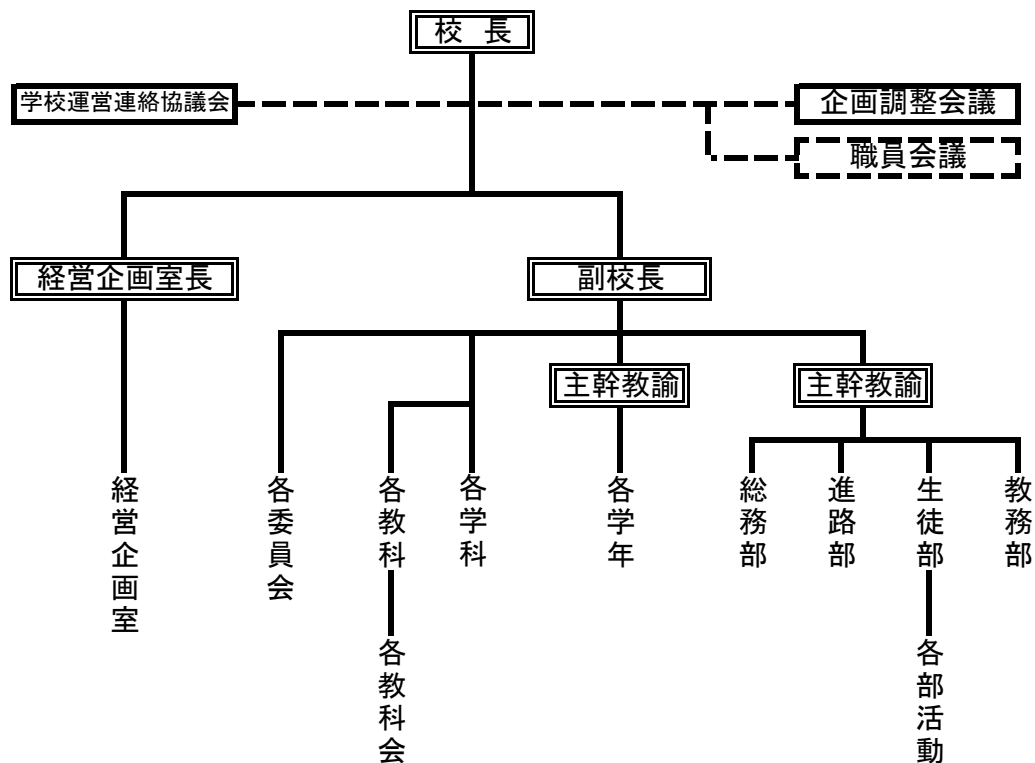 校 長
学校運営連絡協議会
企画調整会議
職員会議
経営企画室長
副校長
主幹教諭
主幹教諭
経営企画室
各委員会
各教科
各学科
各学年
総務部
進路部
生徒部
教務部
各教科会
各部活動